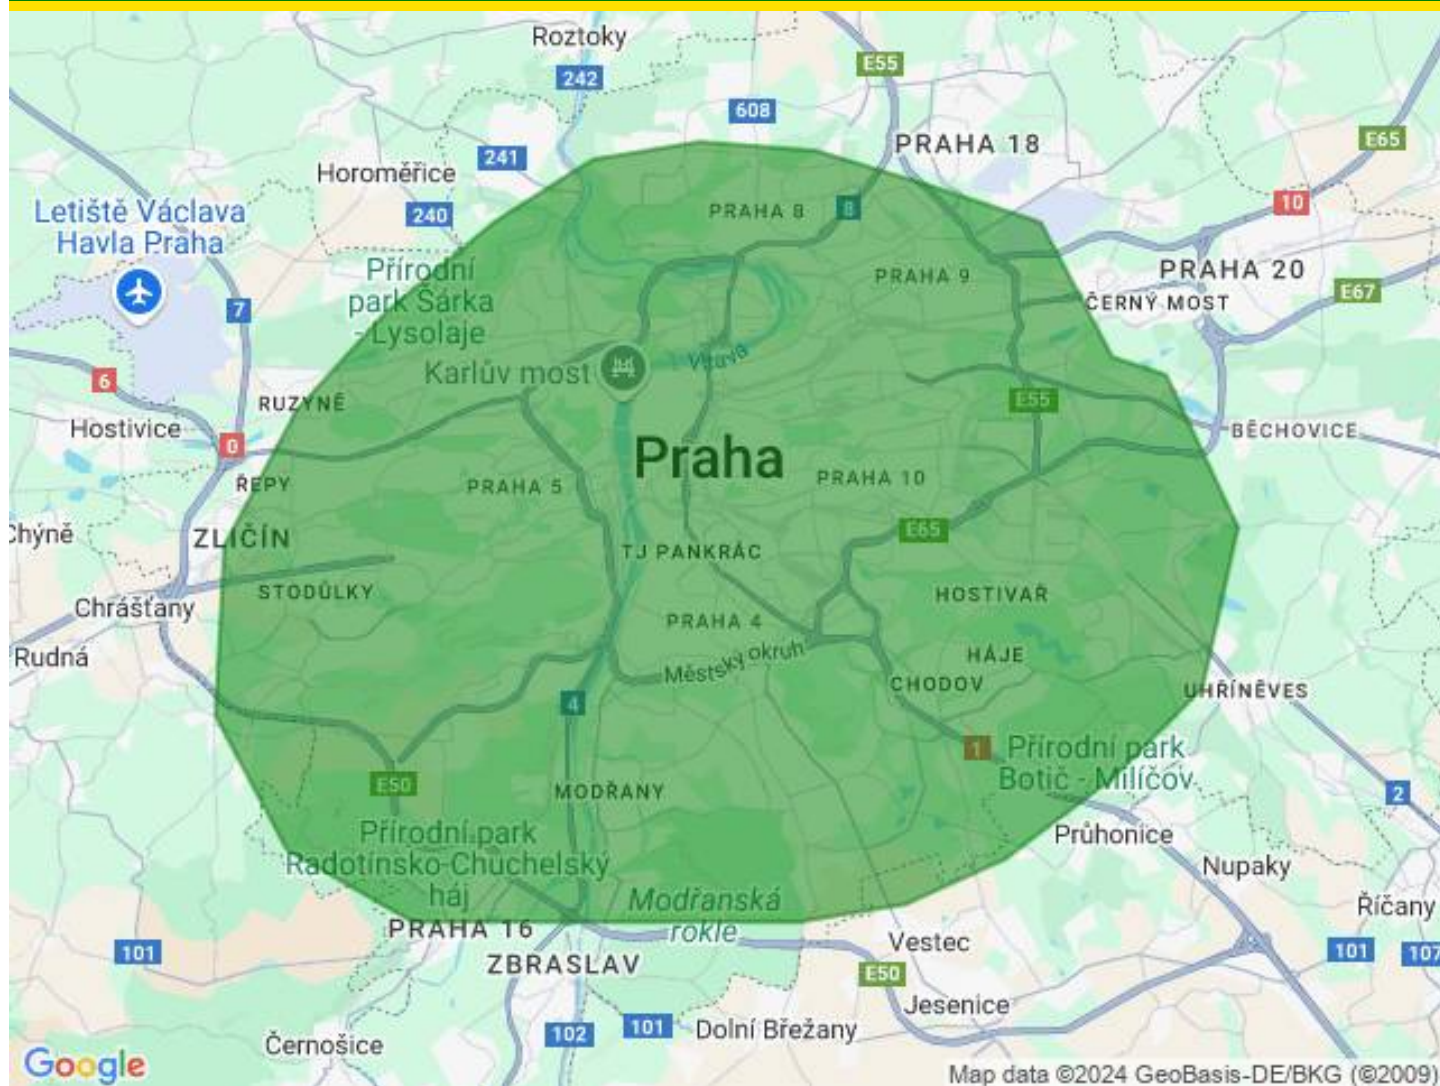 Roztoky
242
E55
608
PRAHA 18
E65
241
Horoměřice
10
Letiště Václava
Havla Praha
240
PRAHA 8
8
Přírodní
park Šárka
- Lysolaje
PRAHA 9
PRAHA 20
E67
ČERNÝ MOST
7
Vltava
Karlův most
6
RUZYNĚ
E55
Hostivice
0
BĚCHOVICE
Praha
ŘEPY
PRAHA 5
PRAHA 10
Chýně
ZLIČÍN
E65
TJ PANKRÁC
STODŮLKY
HOSTIVAŘ
Chrášťany
PRAHA 4
Rudná
Městský okruh
HÁJE
CHODOV
UHŘÍNĚVES
4
1
Přírodní park
Botič - Milíčov
E50
MODŘANY
2
Přírodní park
Radotínsko-Chuchelský
háj
Průhonice
Nupaky
Modřanská
rokle
Říčany
PRAHA 16
101
Vestec
101
107
ZBRASLAV
E50
Jesenice
102
101
Dolní Břežany
Černošice
Google
Map data ©2024 GeoBasis-DE/BKG (©2009)